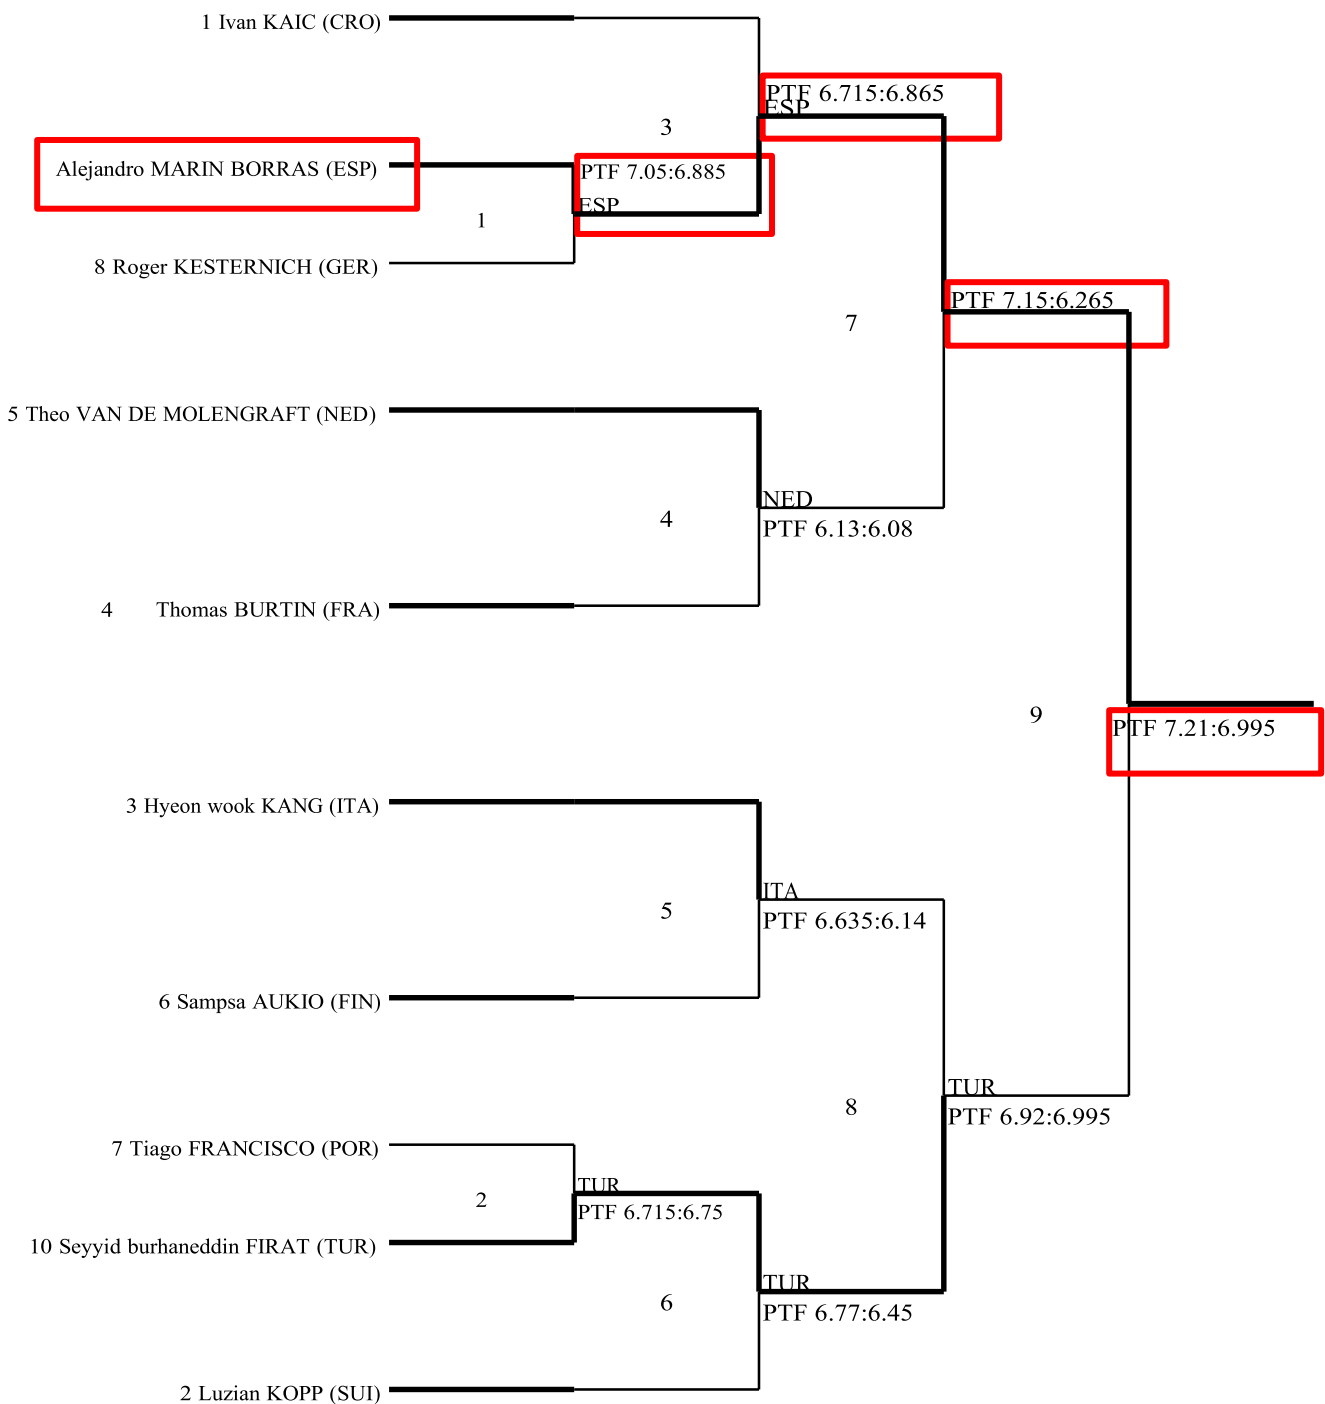 1 Ivan KAIC (CRO)
PTF 6.715:6.865
ESP
3
Alejandro MARIN BORRAS (ESP)
PTF 7.05:6.885
ESP
1
8 Roger KESTERNICH (GER)
PTF 7.15:6.265
7
5 Theo VAN DE MOLENGRAFT (NED)
NED
4
PTF 6.13:6.08
4 Thomas BURTIN (FRA)
9
PTF 7.21:6.995
3 Hyeon wook KANG (ITA)
ITA
5
PTF 6.635:6.14
6 Sampsa AUKIO (FIN)
TUR
8
PTF 6.92:6.995
7 Tiago FRANCISCO (POR)
TUR
2
PTF 6.715:6.75
10 Seyyid burhaneddin FIRAT (TUR)
TUR
6
PTF 6.77:6.45
2 Luzian KOPP (SUI)